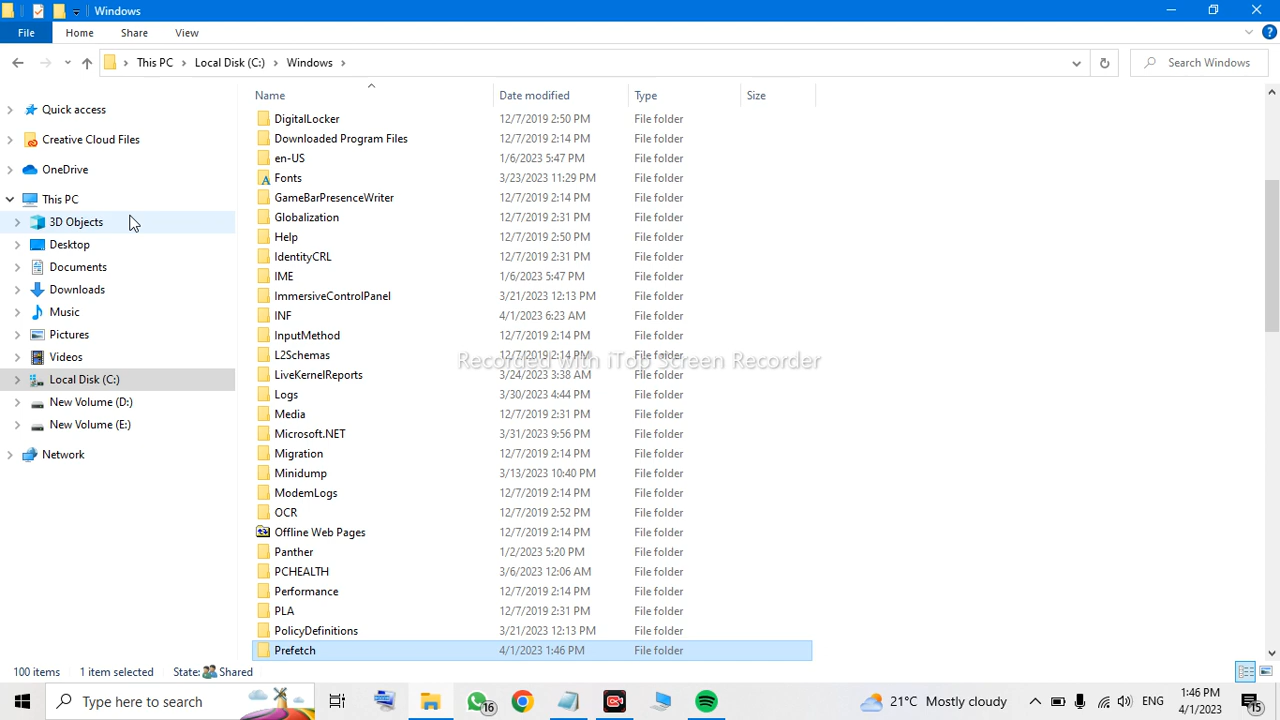 Windows
File Home Share View
This PC Local Disk (C:) Windows
Search Windows
Quick access
Creative Cloud Files
OneDrive
This PC
3D Objects
Desktop
Documents
Downloads
Music
Pictures
Videos
Local Disk (C:)
New Volume (D:)
New Volume (E:)
Network
Name Date modified Type Size
DigitalLocker 12/7/2019 2:50 PM File folder
Downloaded Program Files 12/7/2019 2:14 PM File folder
en-US 1/6/2023 5:47 PM File folder
Fonts 3/23/2023 11:29 PM File folder
GameBarPresenceWriter 12/7/2019 2:14 PM File folder
Globalization 12/7/2019 2:31 PM File folder
Help 12/7/2019 2:50 PM File folder
IdentityCRL 12/7/2019 2:31 PM File folder
IME 1/6/2023 5:47 PM File folder
ImmersiveControlPanel 3/21/2023 12:13 PM File folder
INF 4/1/2023 6:23 AM File folder
InputMethod 12/7/2019 2:14 PM File folder
L2Schemas 12/7/2019 2:14 PM File folder
Recorded with iTop Screen Recorder
LiveKernelReports 3/24/2023 3:38 AM File folder
Logs 3/30/2023 4:44 PM File folder
Media 12/7/2019 2:31 PM File folder
Microsoft.NET 3/31/2023 9:56 PM File folder
Migration 12/7/2019 2:14 PM File folder
Minidump 3/13/2023 10:40 PM File folder
ModemLogs 12/7/2019 2:14 PM File folder
OCR 12/7/2019 2:52 PM File folder
Offline Web Pages 12/7/2019 2:14 PM File folder
Panther 1/2/2023 5:20 PM File folder
PCHEALTH 3/6/2023 12:06 AM File folder
Performance 12/7/2019 2:14 PM File folder
PLA 12/7/2019 2:31 PM File folder
PolicyDefinitions 3/21/2023 12:13 PM File folder
Prefetch 4/1/2023 1:46 PM File folder
100 items 1 item selected State: Shared
Type here to search
16
21°C Mostly cloudy
ENG
1:46 PM
4/1/2023
15